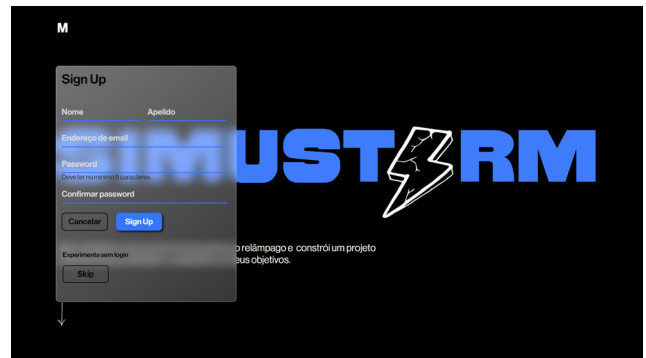 M
Sign Up
Nome Apelido
Endereço de email
Password
Deve ter no mínimo 8 caracteres.
Confirmar password
Cancelar Sign Up
IMUST RM
relâmpago e constrói um projeto
objetivos.
Experimenta sem login
Skip